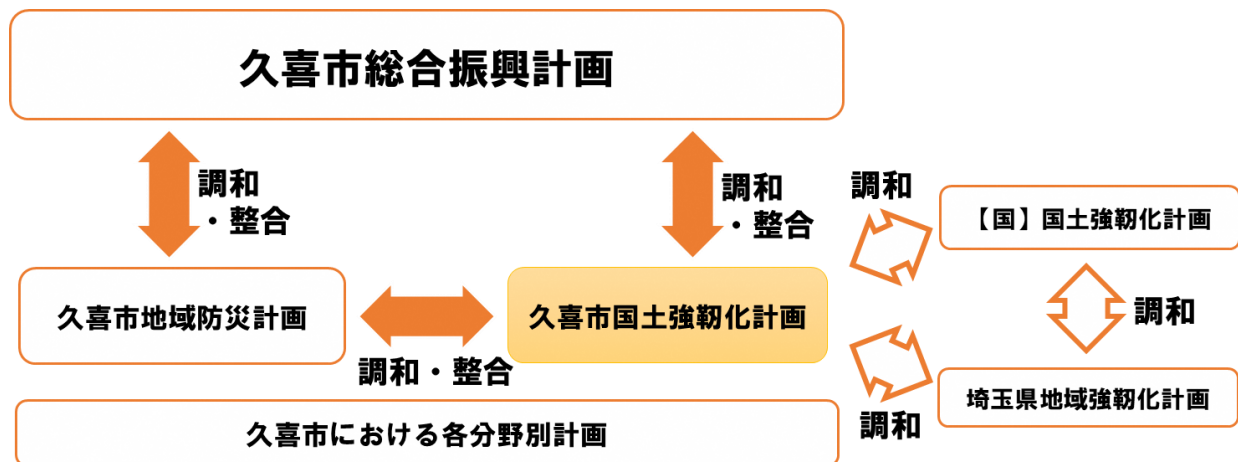 久喜市総合振興計画
調和
・整合
調和
・整合
調和
【国】国土強靭化計画
久喜市地域防災計画
調和・整合
久喜市国土強靭化計画
調和
調和
埼玉県地域強靭化計画
久喜市における各分野別計画